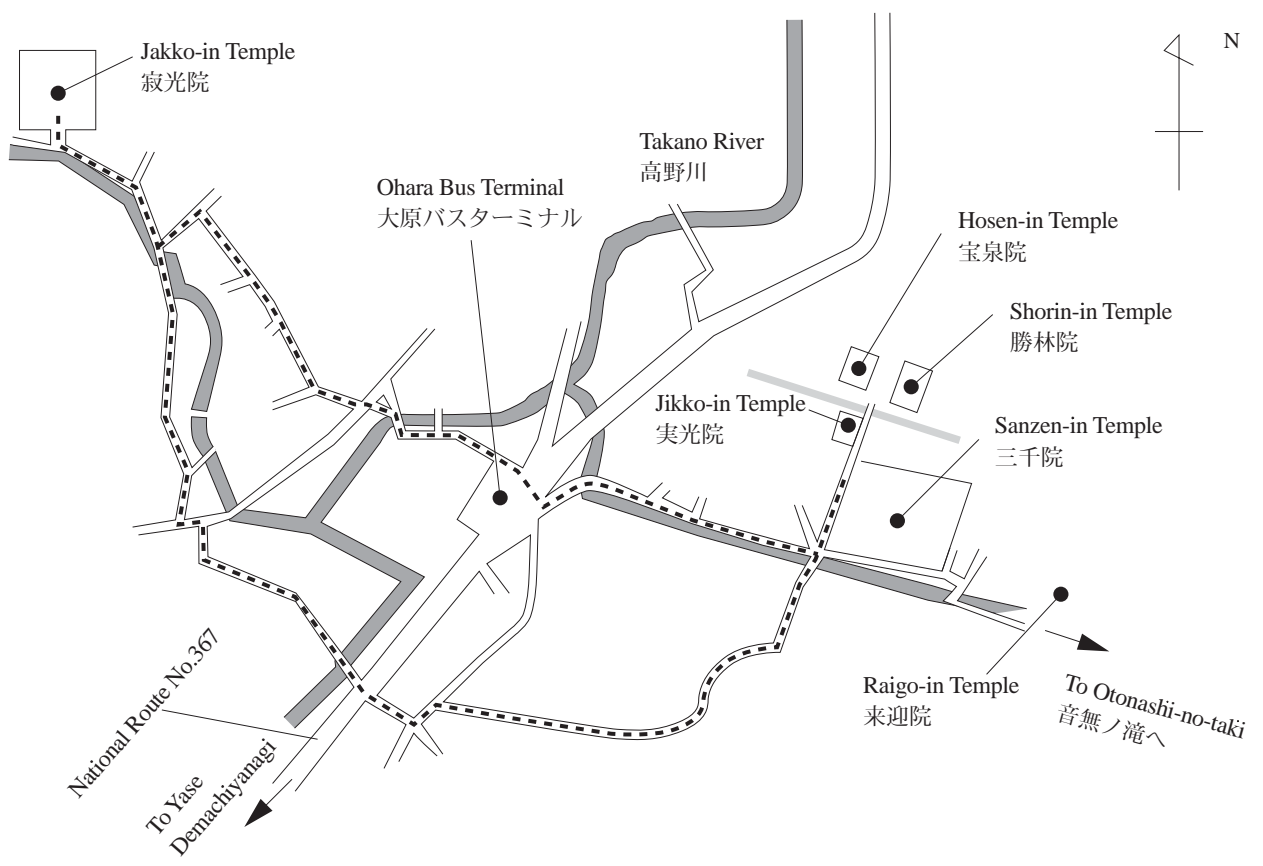 Jakko-in Temple
寂光院
N
Takano River
高野川
Ohara Bus Terminal
大原バスターミナル
Hosen-in Temple
宝泉院
Shorin-in Temple
勝林院
Jikko-in Temple
実光院
Sanzen-in Temple
三千院
National Route No.367
Raigo-in Temple
来迎院
To Otonashi-no-taki
音無ノ滝へ
To Yase
Demachiyanagi